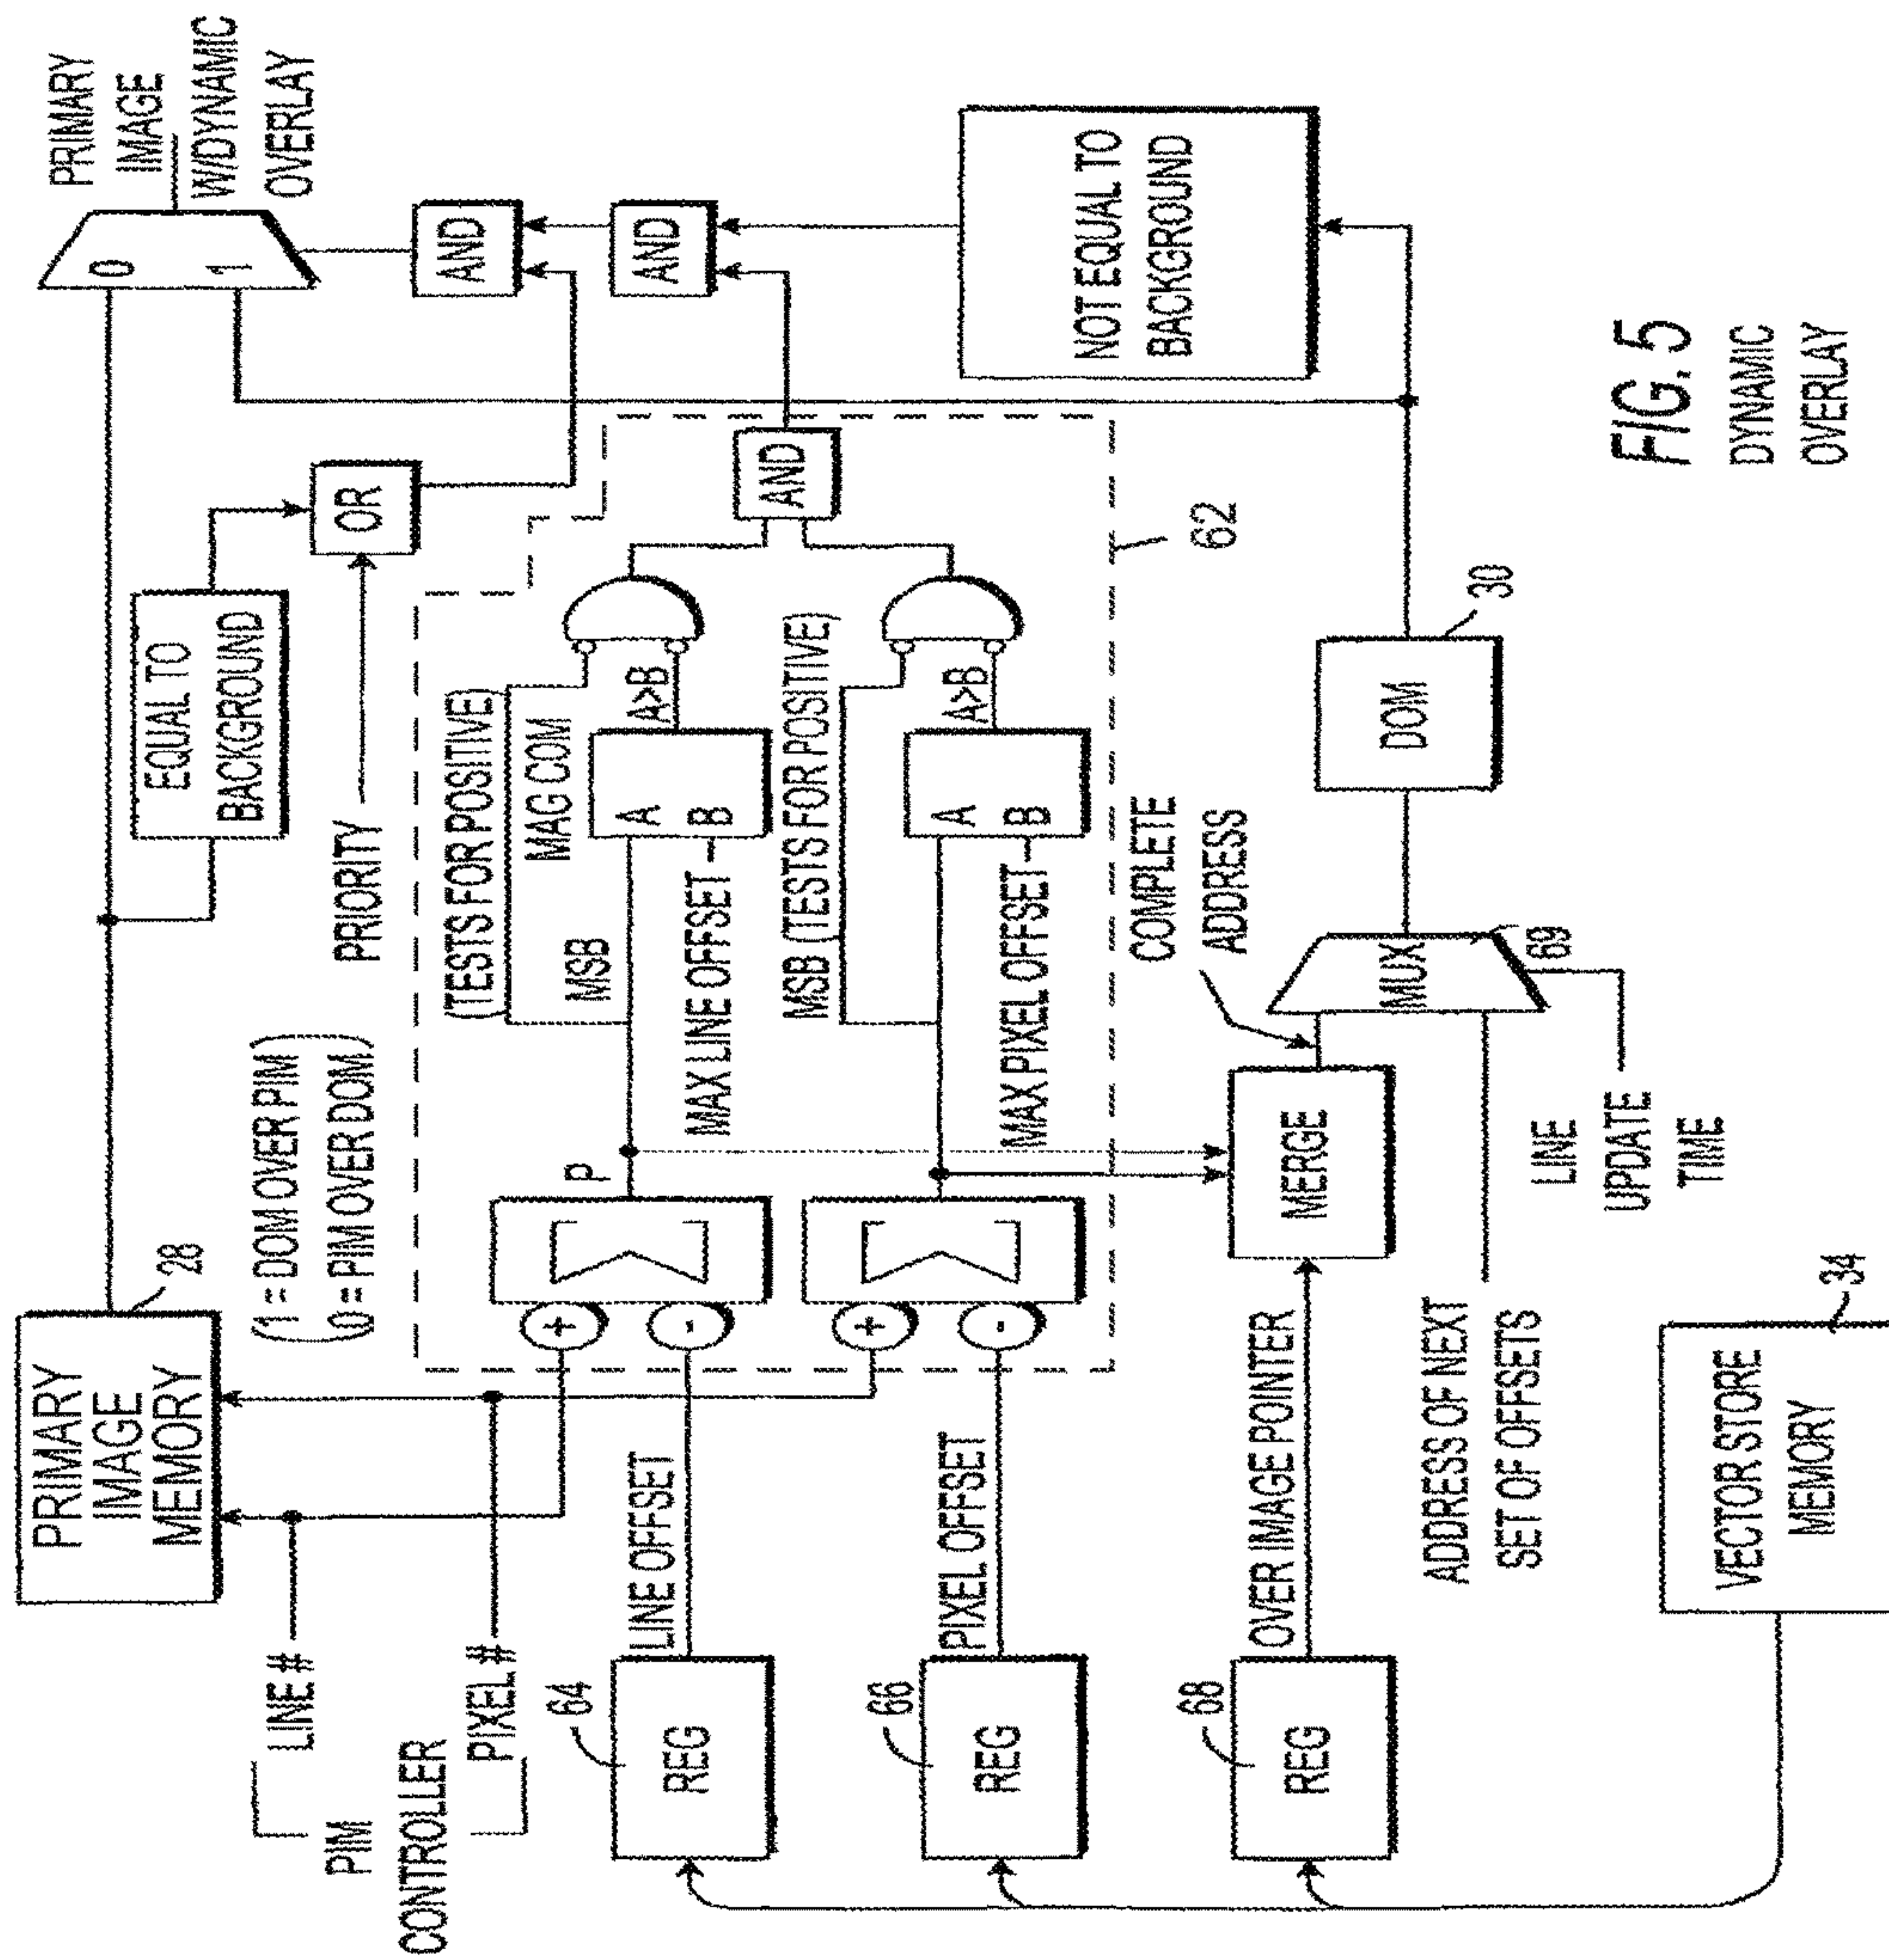 PRIMARY
IMAGE
W/DYNAMIC
OVERLAY
0
1
AND
AND
NOT EQUAL TO
BACKGROUND
EQUAL TO
BACKGROUND
OR
PRIORITY
(1 = DOM OVER PIM)
(0 = PIM OVER DOM)
PRIMARY
IMAGE
MEMORY
28
LINE #
PIM
CONTROLLER
PIXEL #
(TESTS FOR POSITIVE)
MSB
MAG COM
A
B
A>B
MAX LINE OFFSET
MSB (TESTS FOR POSITIVE)
A
B
A>B
MAX PIXEL OFFSET
AND
62
P
Σ
+
-
Σ
+
-
64
REG
LINE OFFSET
66
REG
PIXEL OFFSET
68
REG
OVER IMAGE POINTER
MERGE
COMPLETE
ADDRESS
MUX
69
DOM
30
LINE
UPDATE
TIME
ADDRESS OF NEXT
SET OF OFFSETS
VECTOR STORE
MEMORY
34
FIG. 5
DYNAMIC
OVERLAY